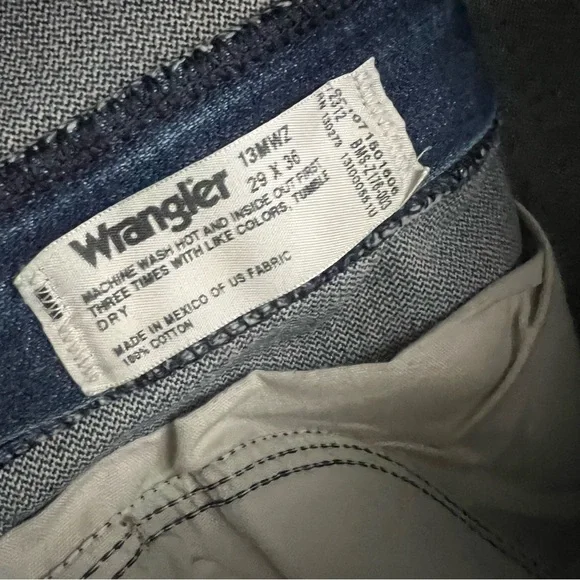 Wrangler
13MWZ
29 X 36
MACHINE WASH HOT AND INSIDE OUT FIRST
THREE TIMES WITH LIKE COLORS, TUMBLE
DRY
MADE IN MEXICO OF US FABRIC
100% COTTON
2312